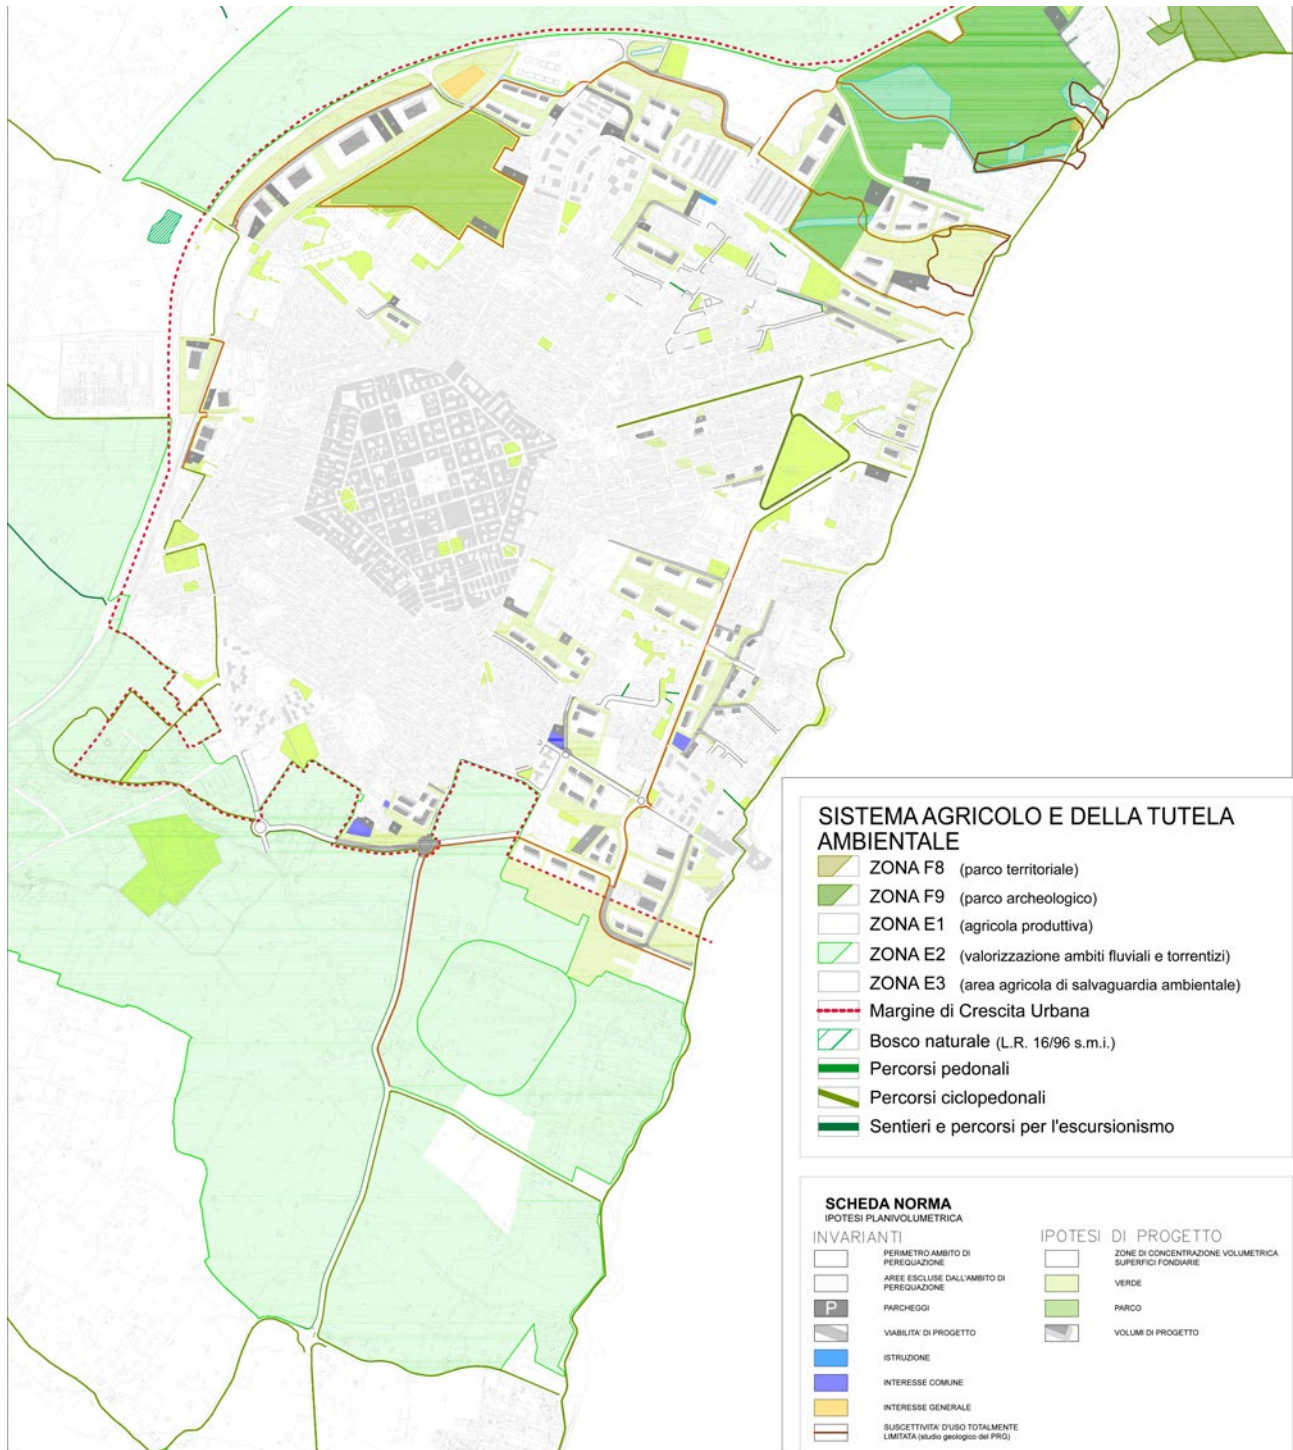 SISTEMA AGRICOLO E DELLA TUTELA
AMBIENTALE
ZONA F8 (parco territoriale)
ZONA F9 (parco archeologico)
ZONA E1 (agricola produttiva)
ZONA E2 (valorizzazione ambiti fluviali e torrentizi)
ZONA E3 (area agricola di salvaguardia ambientale)
Margine di Crescita Urbana
Bosco naturale (L.R. 16/96 s.m.i.)
Percorsi pedonali
Percorsi ciclopedonali
Sentieri e percorsi per l'escursionismo
SCHEDA NORMA
IPOTESI PLANIVOLUMETRICA
INVARIANTI
PERIMETRO AMBITO DI
PEREQUAZIONE
AREE ESCLUSE DALL'AMBITO DI
PEREQUAZIONE
P PARCHEGGI
VIABILITA' DI PROGETTO
ISTRUZIONE
INTERESSE COMUNE
INTERESSE GENERALE
SUSCETTIVITA' D'USO TOTALMENTE
LIMITATA (studio geologico del PRG)
IPOTESI DI PROGETTO
ZONE DI CONCENTRAZIONE VOLUMETRICA
SUPERFICI FONDIARIE
VERDE
PARCO
VOLUMI DI PROGETTO